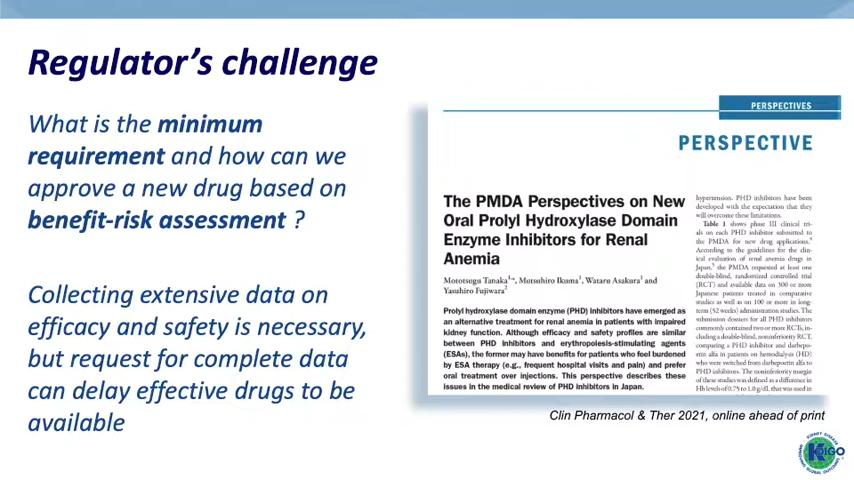 Regulator's challenge
What is the minimum
requirement and how can we
approve a new drug based on
benefit-risk assessment ?
Collecting extensive data on
efficacy and safety is necessary,
but request for complete data
can delay effective drugs to be
available
PERSPECTIVES
PERSPECTIVE
The PMDA Perspectives on New
Oral Prolyl Hydroxylase Domain
Enzyme Inhibitors for Renal
Anemia
Mototsugu Tanaka1,*, Mutsuhiro Ikuma1, Wataru Asakura1 and
Yasuhiro Fujiwara2
Prolyl hydroxylase domain (PHD) inhibitors have emerged as
an alternative treatment for renal anemia in patients with impaired
kidney function. Although efficacy and safety profiles are similar
between PHD inhibitors and erythropoiesis-stimulating agents
(ESAs), the former may have benefits for patients who feel burdened
by ESA therapy (e.g., frequent hospital visits and pain) and prefer
oral treatment over injections. This perspective describes these
issues in the medical review of PHD inhibitors in Japan.
hypertension. PHD inhibitors have been
developed with the expectation that they
will overcome these limitations.
Table 1 shows phase III clinical tri-
als on each PHD inhibitor submitted to
the PMDA for new drug applications.
According to the guidelines for the clin-
ical evaluation of renal anemia drugs in
Japan, the PMDA requested at least one
double-blind, randomized controlled trial
(RCT) and available data on 300 or more
Japanese patients treated in comparative
studies as well as on 100 or more in long-
term (52 weeks) administration studies. The
submission dossiers for all PHD inhibitors
commonly contained two or more RCTs, in-
cluding a double-blind, noninferiority RCT,
comparing a PHD inhibitor and darbepo-
etin alfa in patients on hemodialysis (HD)
who were switched from darbepoetin alfa to
PHD inhibitors. The noninferiority margin
of these studies was defined as a difference in
Hb levels of 0.75 to 1.0 g/dl, that was used in
Clin Pharmacol & Ther 2021, online ahead of print
KDIGO
KIDNEY DISEASE
IMPROVING GLOBAL OUTCOMES